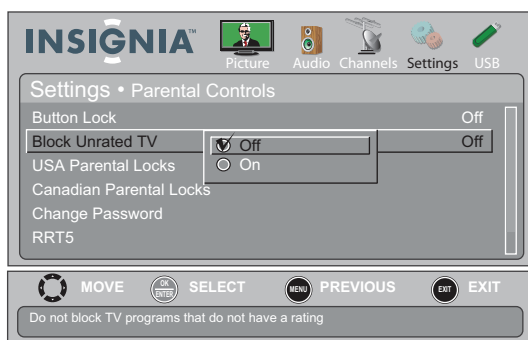 INSIGNIA™
Picture Audio Channels Settings USB
Settings • Parental Controls
Button Lock Off
Block Unrated TV Off
Off
On
USA Parental Locks
Canadian Parental Locks
Change Password
RRT5
MOVE OK ENTER SELECT MENU PREVIOUS EXIT EXIT
Do not block TV programs that do not have a rating